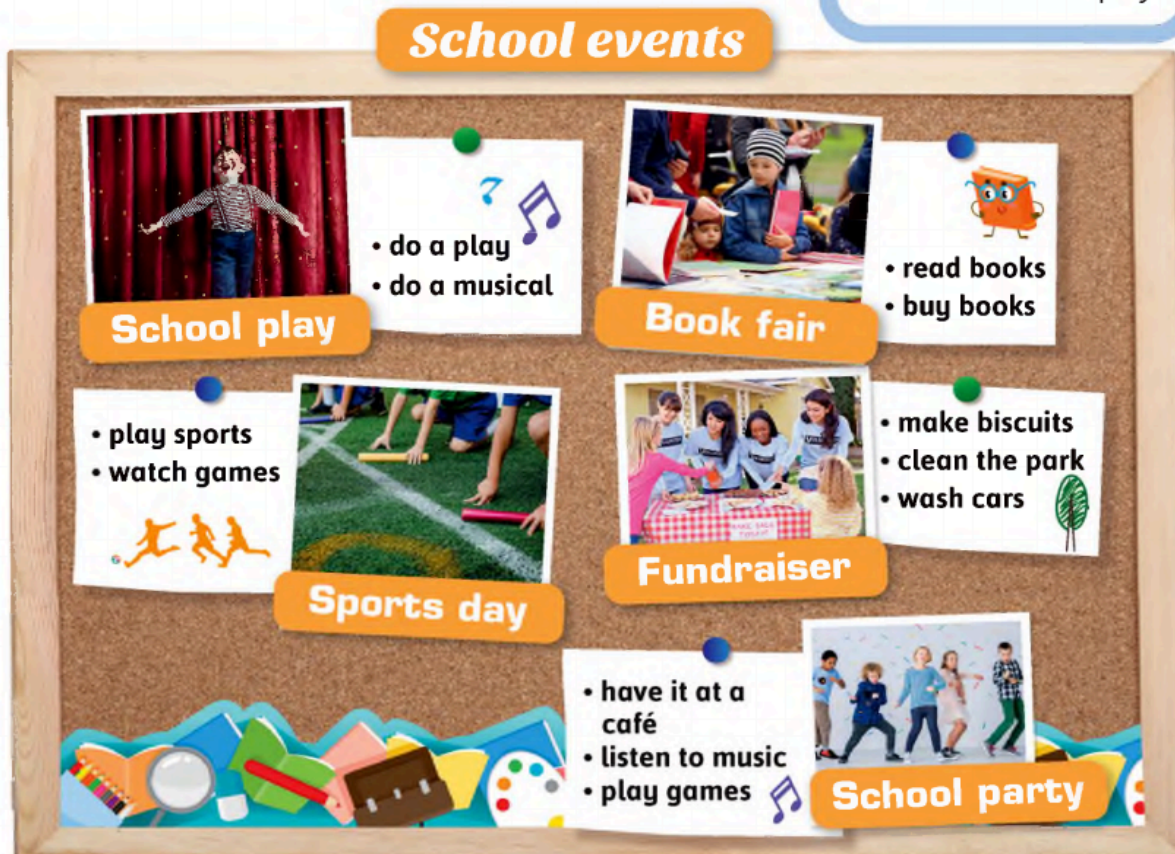 play
School events
• do a play
• do a musical
School play
• read books
• buy books
Book fair
• play sports
• watch games
Sports day
• make biscuits
• clean the park
• wash cars
Fundraiser
• have it at a
café
• listen to music
• play games
School party